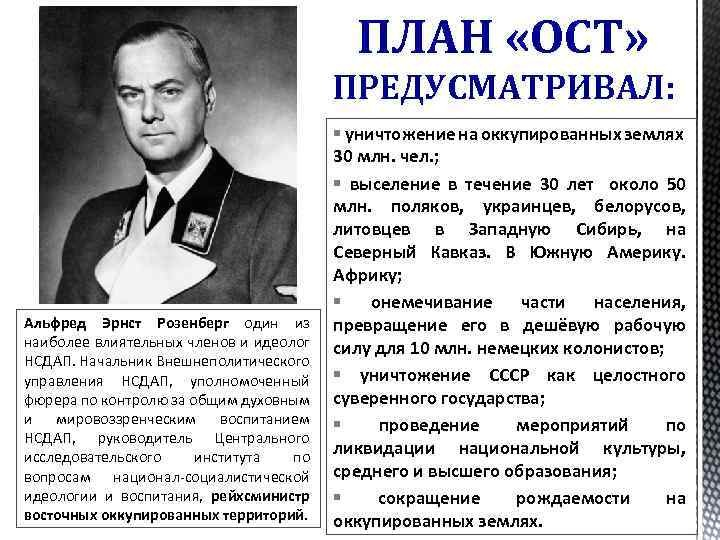 ПЛАН «ОСТ»
ПРЕДУСМАТРИВАЛ:
▪ уничтожение на оккупированных землях
30 млн. чел. ;
▪ выселение в течение 30 лет около 50
млн. поляков, украинцев, белорусов,
литовцев в Западную Сибирь, на
Северный Кавказ. В Южную Америку.
Африку;
▪ онемечивание части населения,
превращение его в дешёвую рабочую
силу для 10 млн. немецких колонистов;
▪ уничтожение СССР как целостного
суверенного государства;
▪ проведение мероприятий по
ликвидации национальной культуры,
среднего и высшего образования;
▪ сокращение рождаемости на
оккупированных землях.
Альфред Эрнст Розенберг один из
наиболее влиятельных членов и идеолог
НСДАП. Начальник Внешнеполитического
управления НСДАП, уполномоченный
фюрера по контролю за общим духовным
и мировоззренческим воспитанием
НСДАП, руководитель Центрального
исследовательского института по
вопросам национал-социалистической
идеологии и воспитания, рейхсминистр
восточных оккупированных территорий.